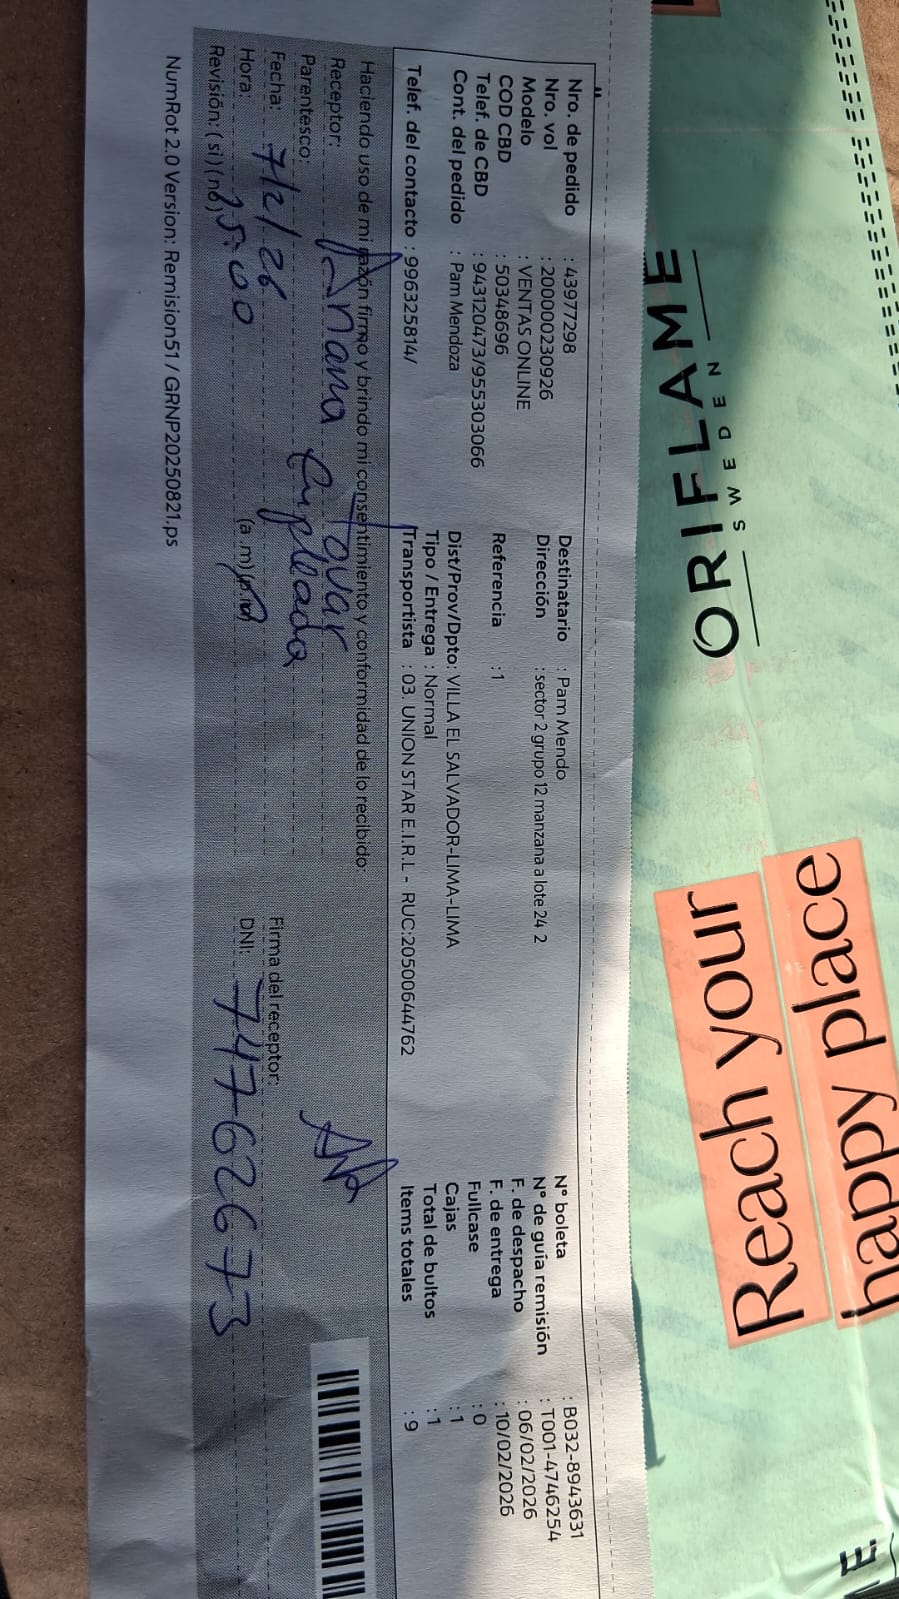 ORIFLAME
SWEDEN
Reach your
happy place
Nro. de pedido : 43977298
Nro. vol : 200000230926
Modelo : VENTAS ONLINE
COD CBD : 50348696
Telef. de CBD : 943120473/955303066
Cont. del pedido : Pam Mendoza
Telef. del contacto : 996325814/
Destinatario : Pam Mendo
Dirección : sector 2 grupo 12 manzana a lote 24 2
Referencia : 1
Dist/Prov/Dpto: VILLA EL SALVADOR-LIMA-LIMA
Tipo / Entrega : Normal
Transportista : 03. UNION STAR E.I.R.L - RUC:20500644762
N° boleta : B032-8943631
N° de guía remisión : T001-4746254
F. de despacho : 06/02/2026
F. de entrega : 10/02/2026
Fullcase : 0
Cajas : 1
Total de bultos : 1
Items totales : 9
Haciendo uso de mi razón firmo y brindo mi consentimiento y conformidad de lo recibido:
Receptor: Tovar
Parentesco: Empleada
Fecha: 7/2/26
Hora: (a.m)(p.m)
Revisión: (si)(no)
Firma del receptor:
DNI: 74762673
NumRot 2.0 Version: Remision51 / GRNP20250821.ps